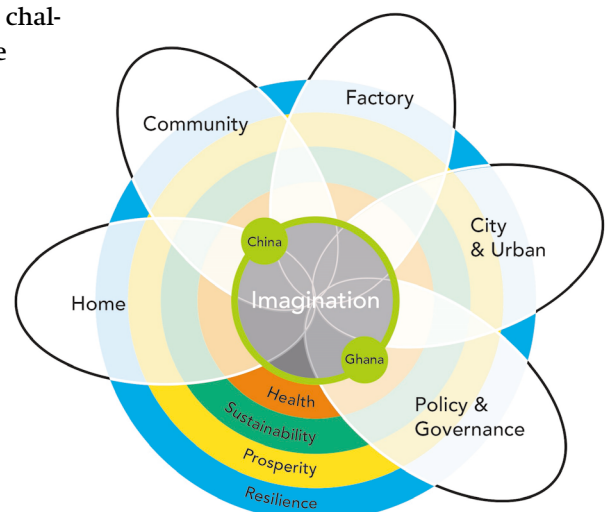 chal-
e
Factory
Community
City
& Urban
China
Home
Imagination
Ghana
Health
Policy &
Governance
Sustainability
Prosperity
Resilience